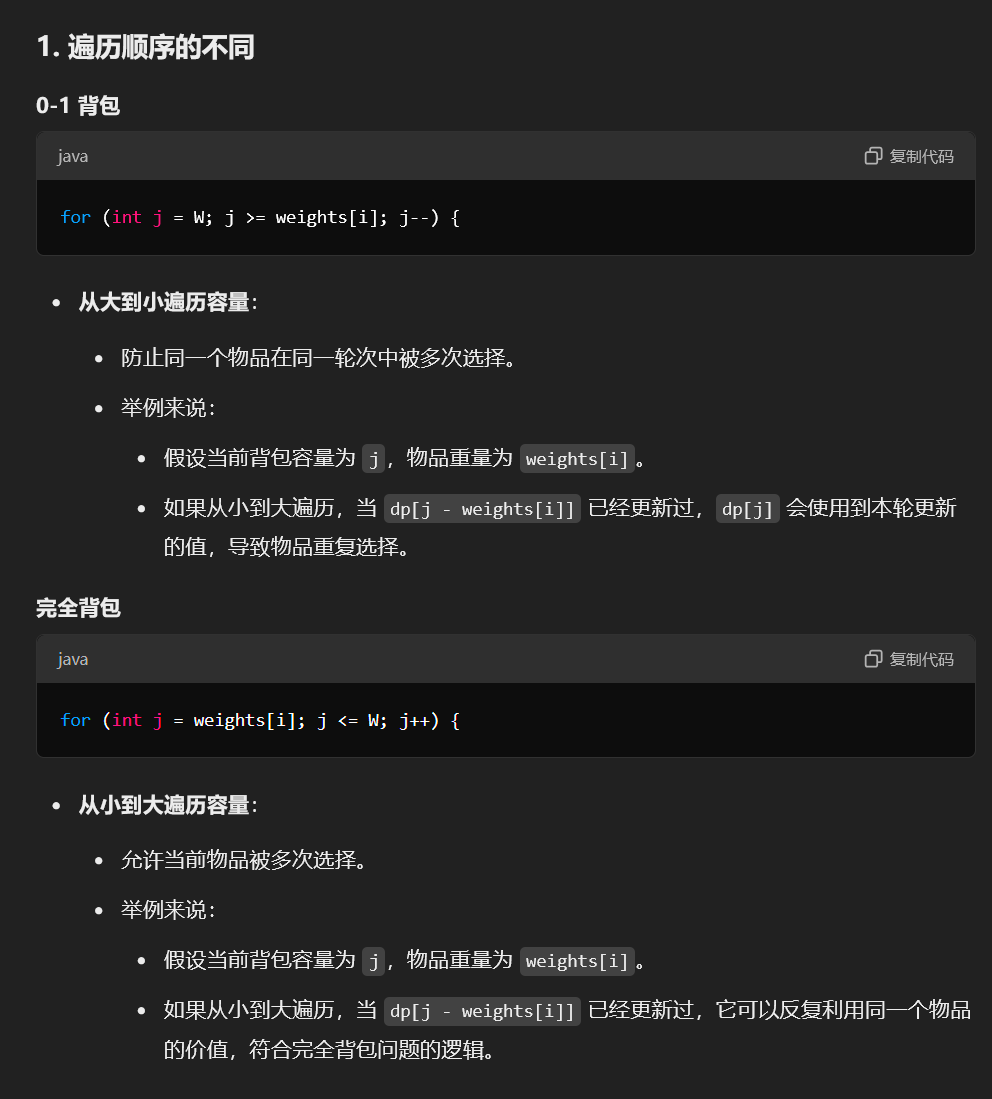 1. 遍历顺序的不同
0-1 背包
java 复制代码
for (int j = W; j >= weights[i]; j--) {
• 从大到小遍历容量:
• 防止同一个物品在同一轮次中被多次选择。
• 举例来说:
• 假设当前背包容量为 j，物品重量为 weights[i]。
• 如果从小到大遍历，当 dp[j - weights[i]] 已经更新过，dp[j] 会使用到本轮更新
的值，导致物品重复选择。
完全背包
java 复制代码
for (int j = weights[i]; j <= W; j++) {
• 从小到大遍历容量:
• 允许当前物品被多次选择。
• 举例来说:
• 假设当前背包容量为 j，物品重量为 weights[i]。
• 如果从小到大遍历，当 dp[j - weights[i]] 已经更新过，它可以反复利用同一个物品
的价值，符合完全背包问题的逻辑。